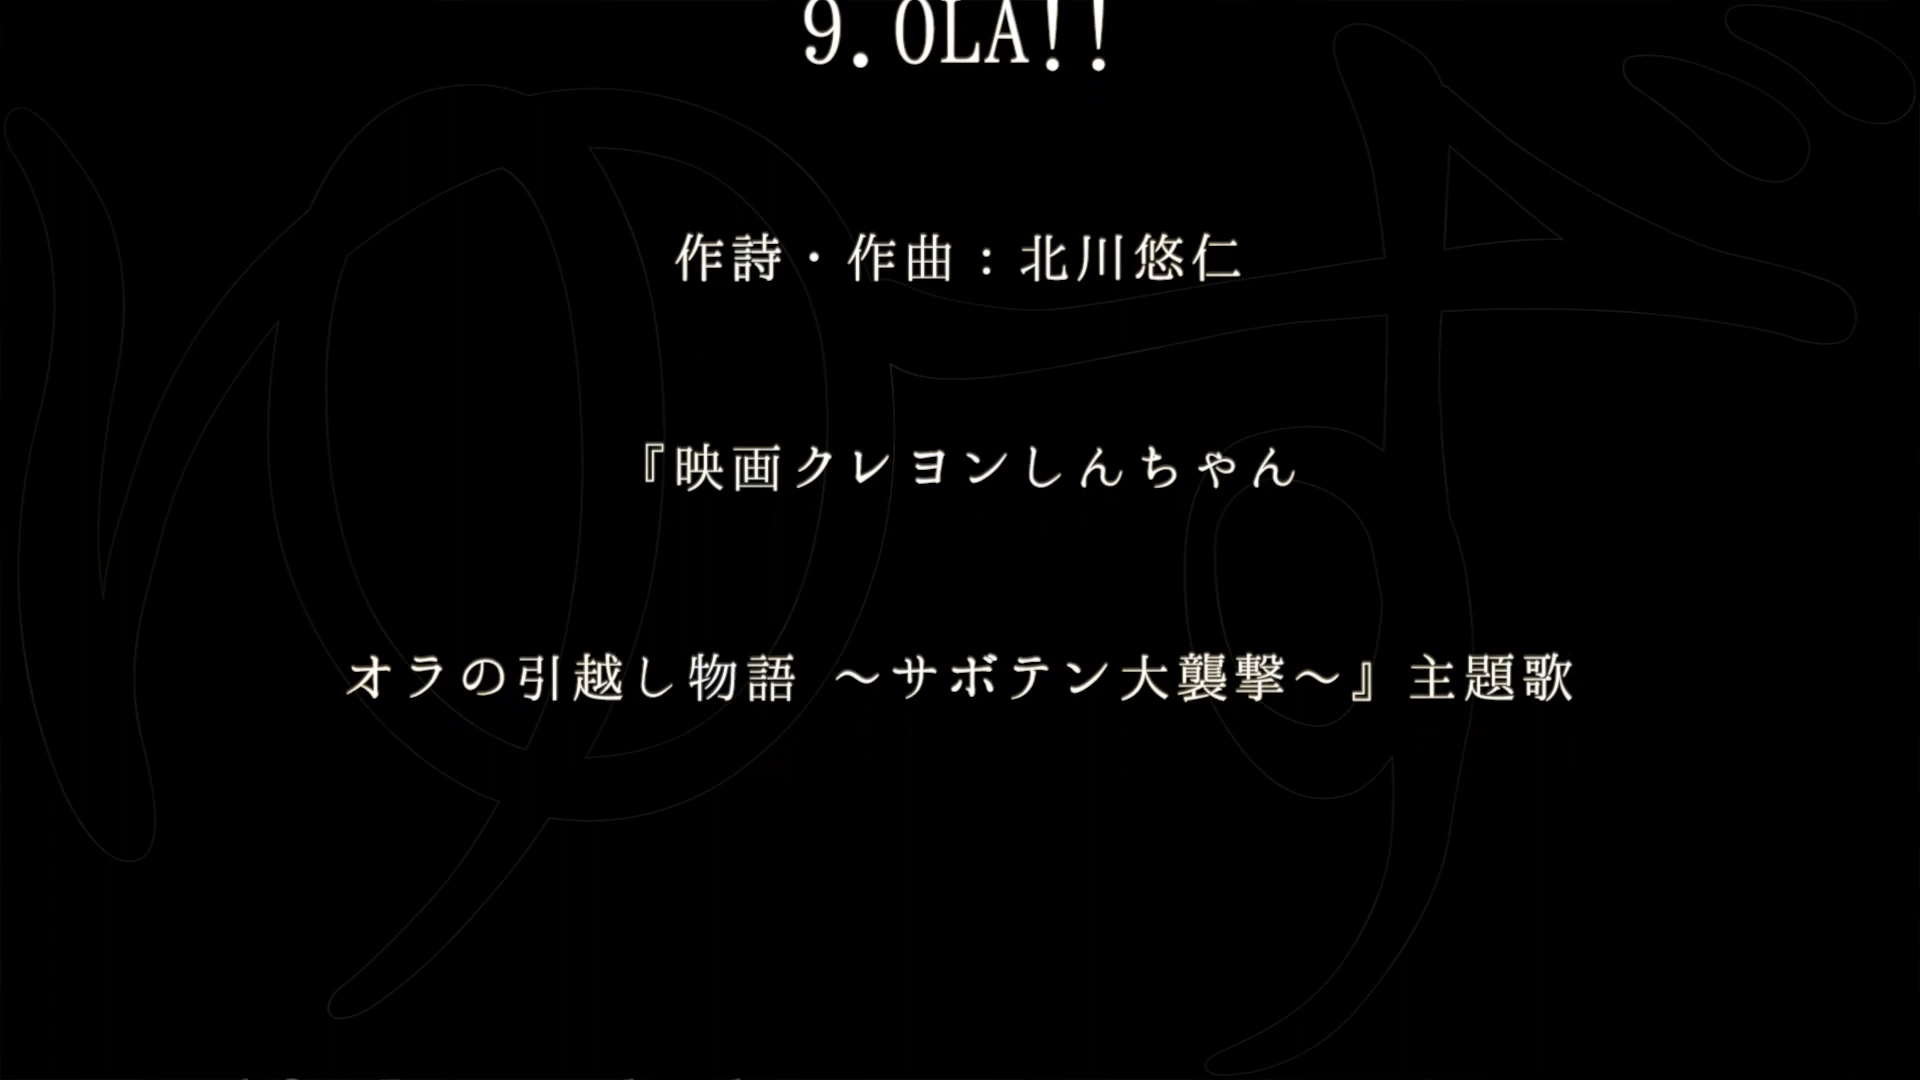 9.OLA!!
作詩・作曲：北川悠仁
『映画クレヨンしんちゃん
オラの引越し物語 ～サボテン大襲撃～』主題歌
ゆず